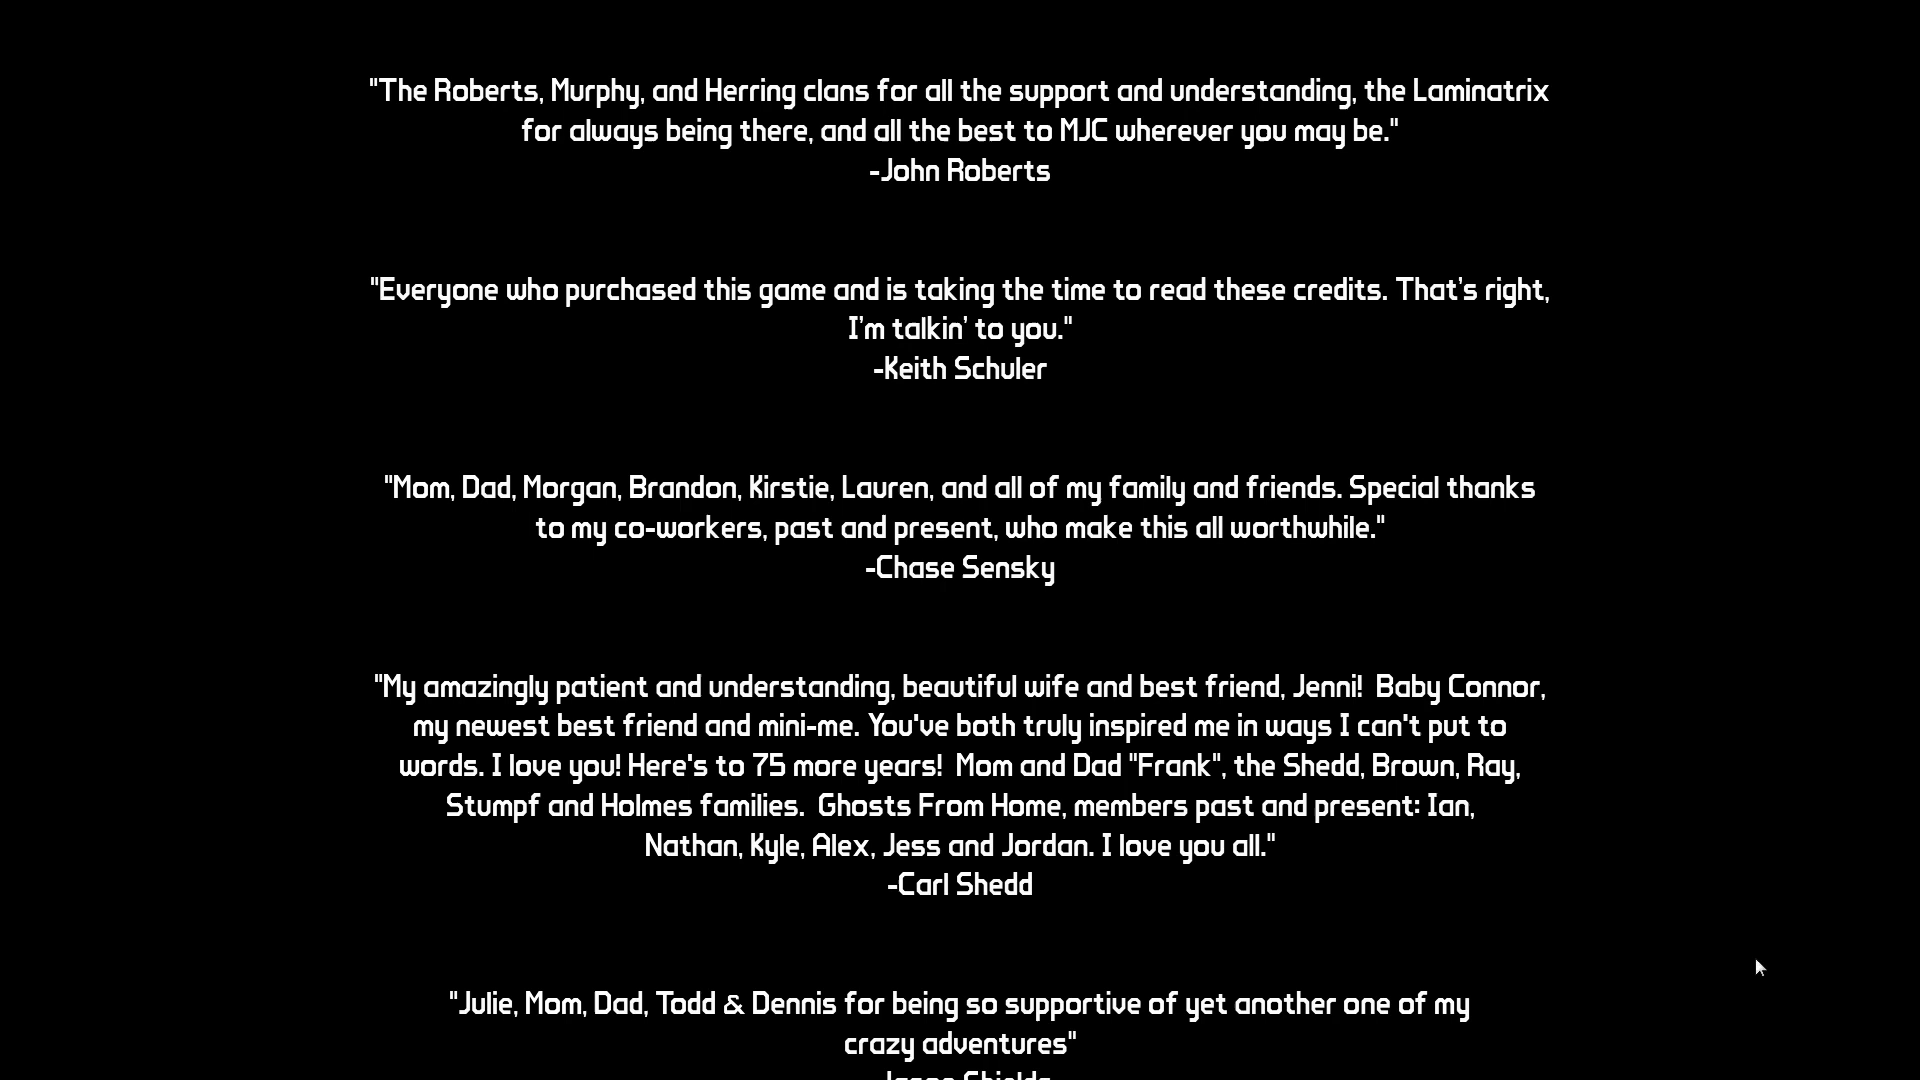 "The Roberts, Murphy, and Herring clans for all the support and understanding, the Laminatrix
for always being there, and all the best to MJC wherever you may be."
-John Roberts
"Everyone who purchased this game and is taking the time to read these credits. That’s right,
I’m talkin’ to you."
-Keith Schuler
"Mom, Dad, Morgan, Brandon, Kirstie, Lauren, and all of my family and friends. Special thanks
to my co-workers, past and present, who make this all worthwhile."
-Chase Sensky
"My amazingly patient and understanding, beautiful wife and best friend, Jenni!  Baby Connor,
my newest best friend and mini-me. You've both truly inspired me in ways I can't put to
words. I love you! Here's to 75 more years!  Mom and Dad "Frank", the Shedd, Brown, Ray,
Stumpf and Holmes families.  Ghosts From Home, members past and present: Ian,
Nathan, Kyle, Alex, Jess and Jordan. I love you all."
-Carl Shedd
"Julie, Mom, Dad, Todd & Dennis for being so supportive of yet another one of my
crazy adventures"